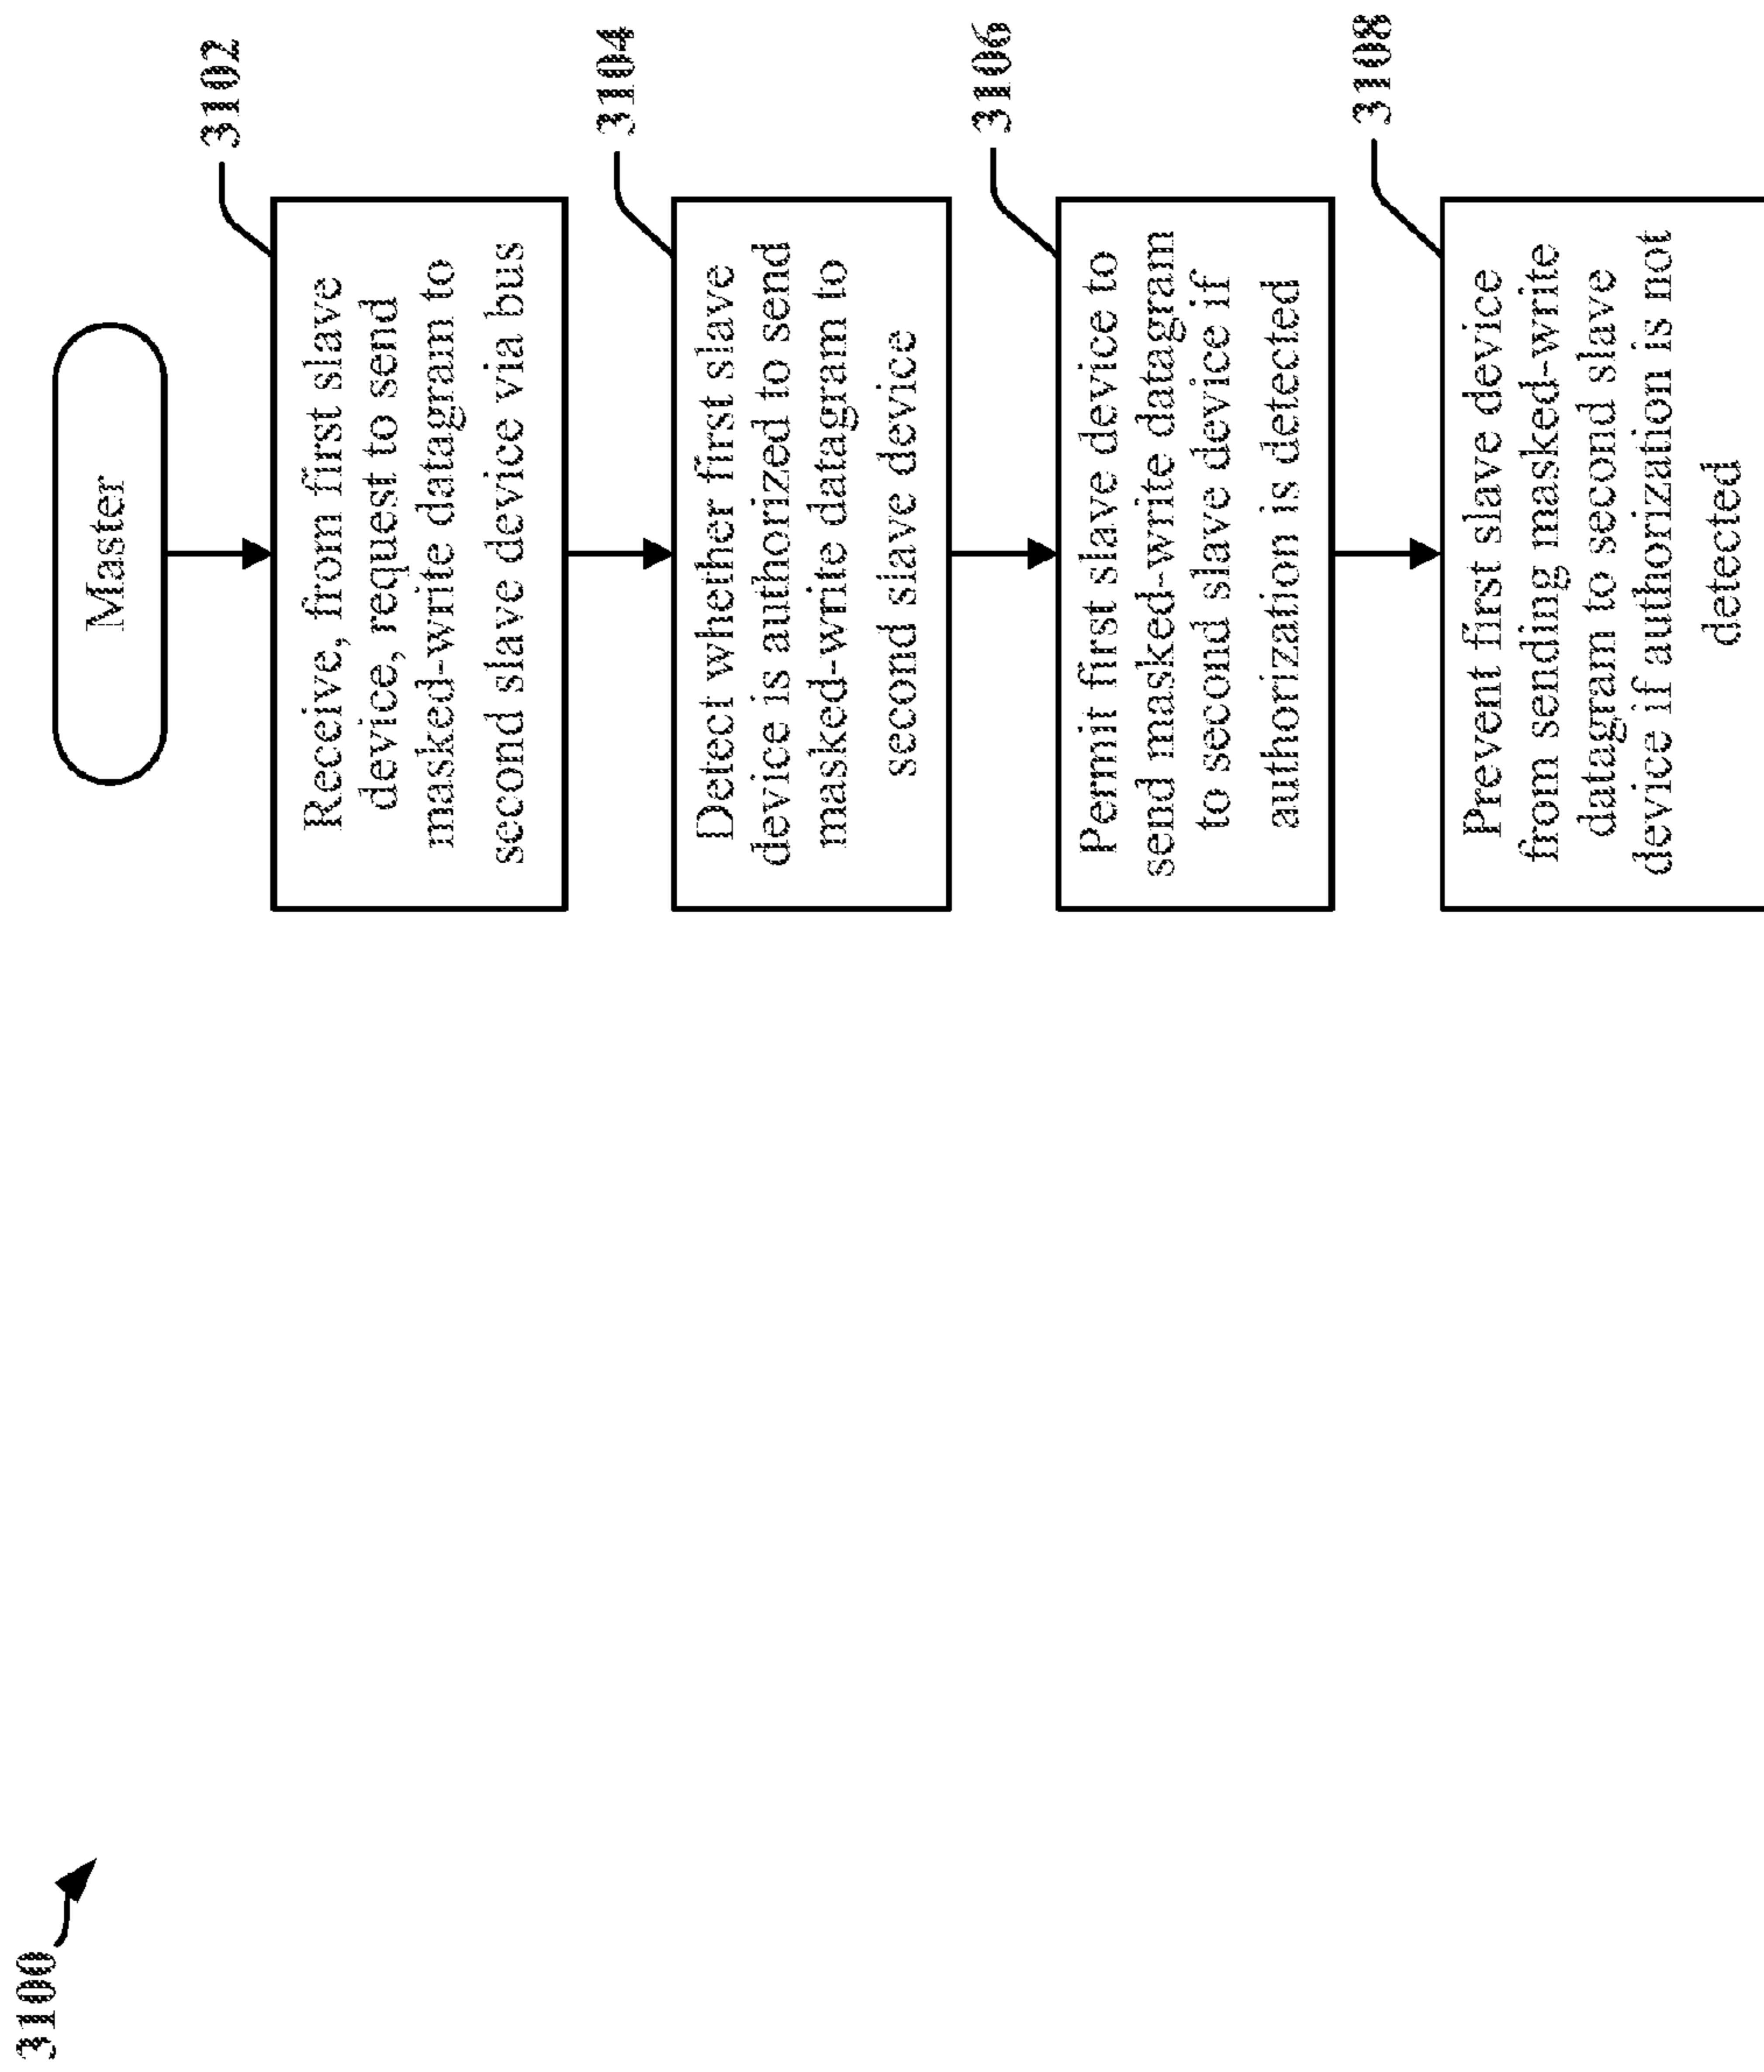 3100
Master
3102
Receive, from first slave
device, request to send
masked-write datagram to
second slave device via bus
3104
Detect whether first slave
device is authorized to send
masked-write datagram to
second slave device
3106
Permit first slave device to
send masked-write datagram
to second slave device if
authorization is detected
3108
Prevent first slave device
from sending masked-write
datagram to second slave
device if authorization is not
detected